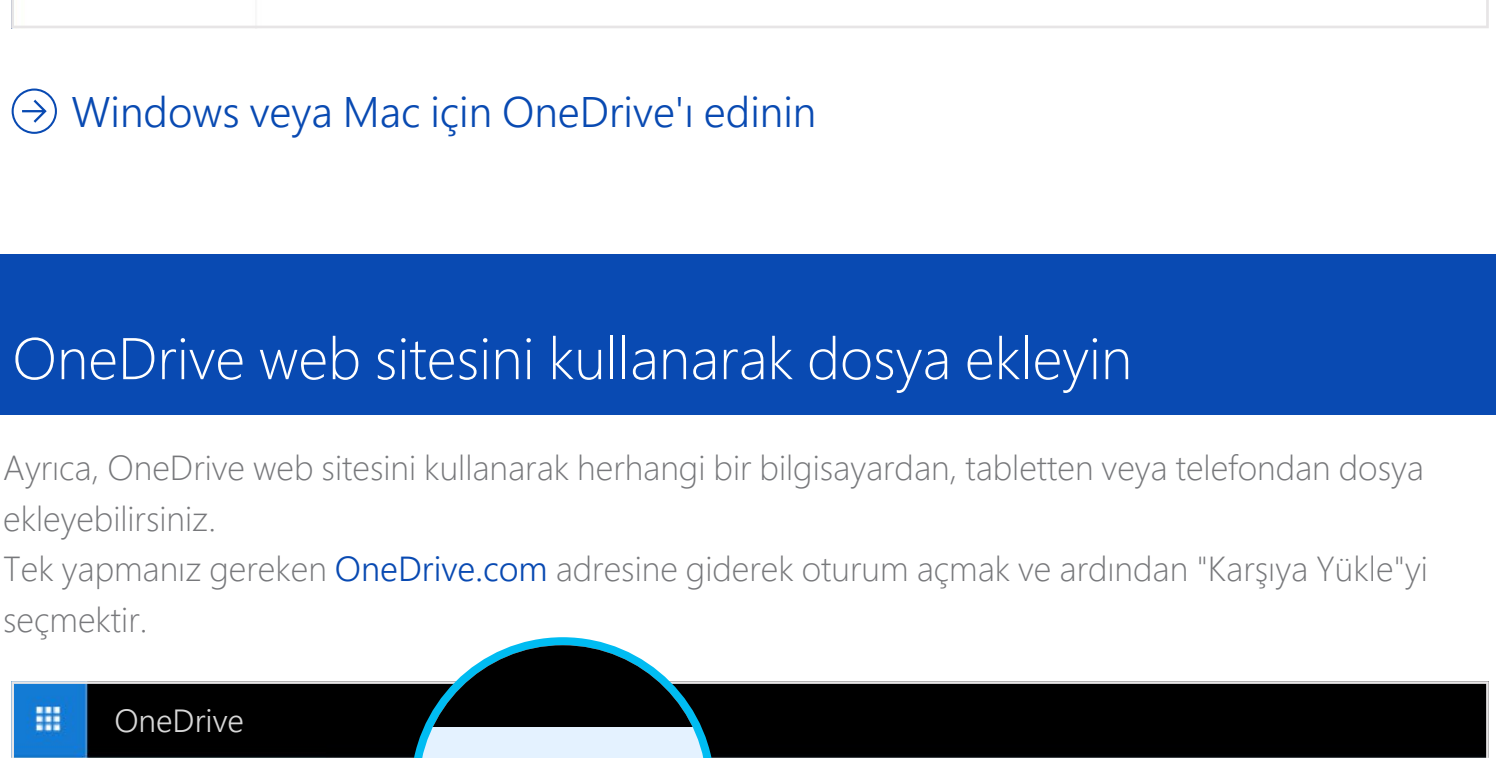 Windows veya Mac için OneDrive'ı edinin
OneDrive web sitesini kullanarak dosya ekleyin
Ayrıca, OneDrive web sitesini kullanarak herhangi bir bilgisayardan, tabletten veya telefondan dosya
ekleyebilirsiniz.
Tek yapmanız gereken OneDrive.com adresine giderek oturum açmak ve ardından "Karşıya Yükle"yi
seçmektir.
OneDrive